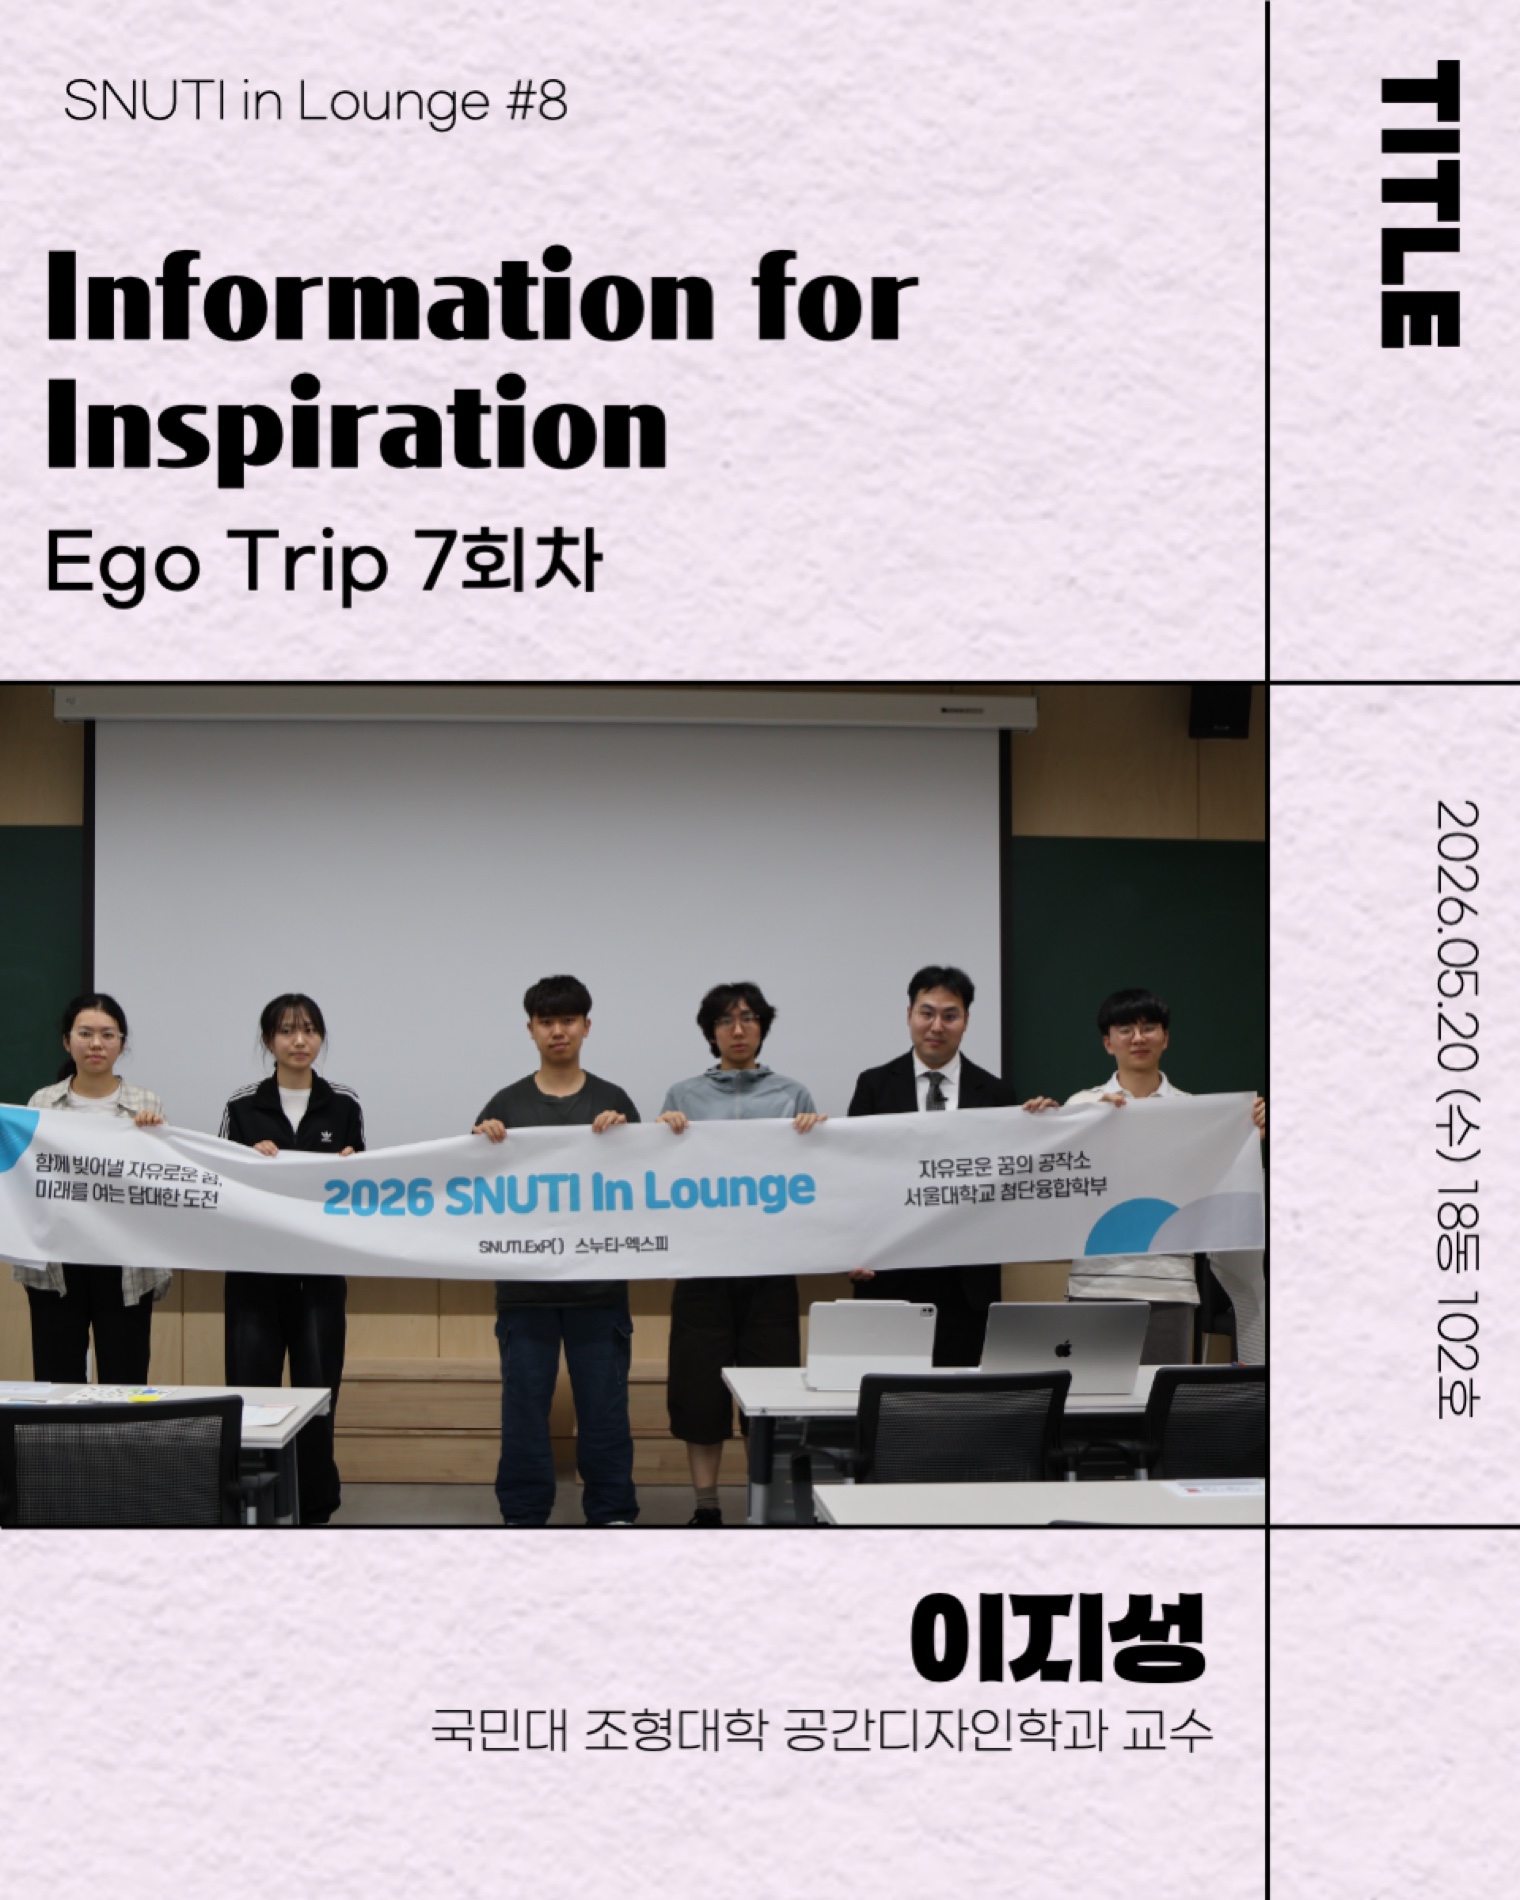 SNUTI in Lounge #8
TITLE
Information for
Inspiration
Ego Trip 7회차
2026.05.20 (수) 18동 102호
함께 빚어낼 자유로운 꿈,
미래를 여는 담대한 도전
2026 SNUTI In Lounge
SNUTI.ExP() 스누티-엑스피
자유로운 꿈의 공작소
서울대학교 첨단융합학부
이지성
국민대 조형대학 공간디자인학과 교수